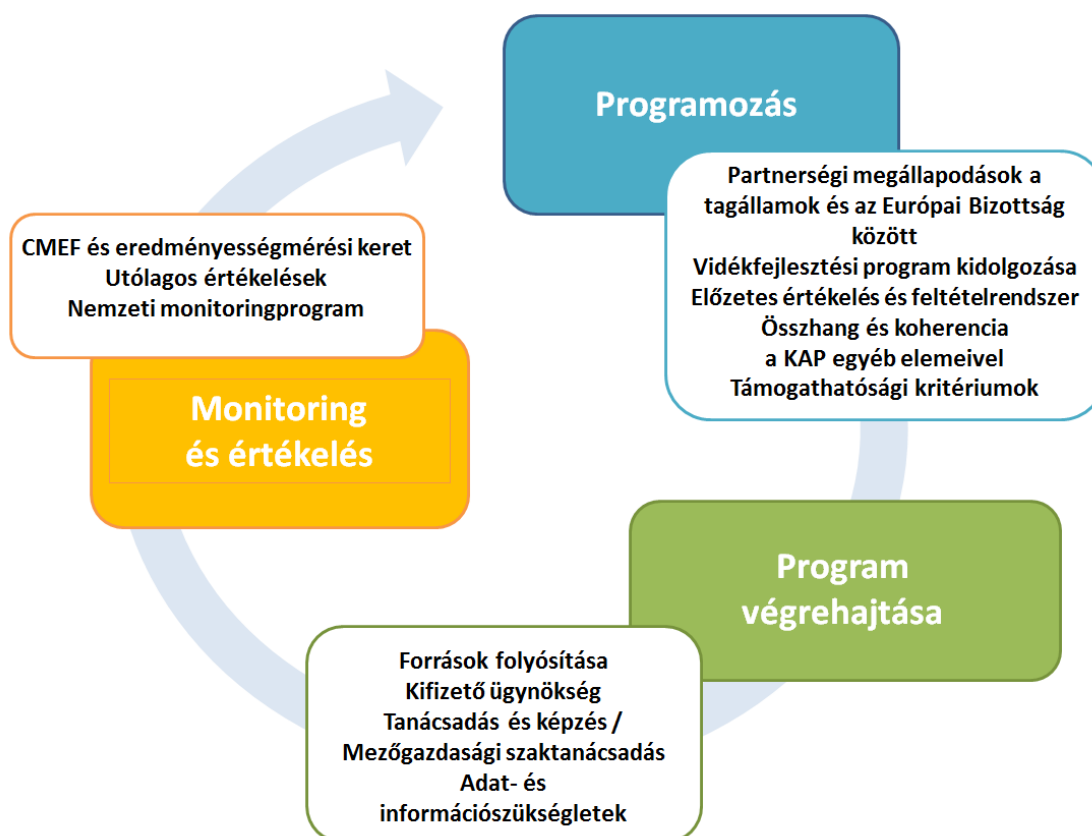 Programozás
Partnerségi megállapodások a
tagállamok és az Európai Bizottság
között
Vidékfejlesztési program kidolgozása
Előzetes értékelés és feltételrendszer
Összhang és koherencia
a KAP egyéb elemeivel
Támogathatósági kritériumok
Program
végrehajtása
Források folyósítása
Kifizető ügynökség
Tanácsadás és képzés /
Mezőgazdasági szaktanácsadás
Adat- és
információszükségletek
CMEF és eredményességmérési keret
Utólagos értékelések
Nemzeti monitoringprogram
Monitoring
és értékelés